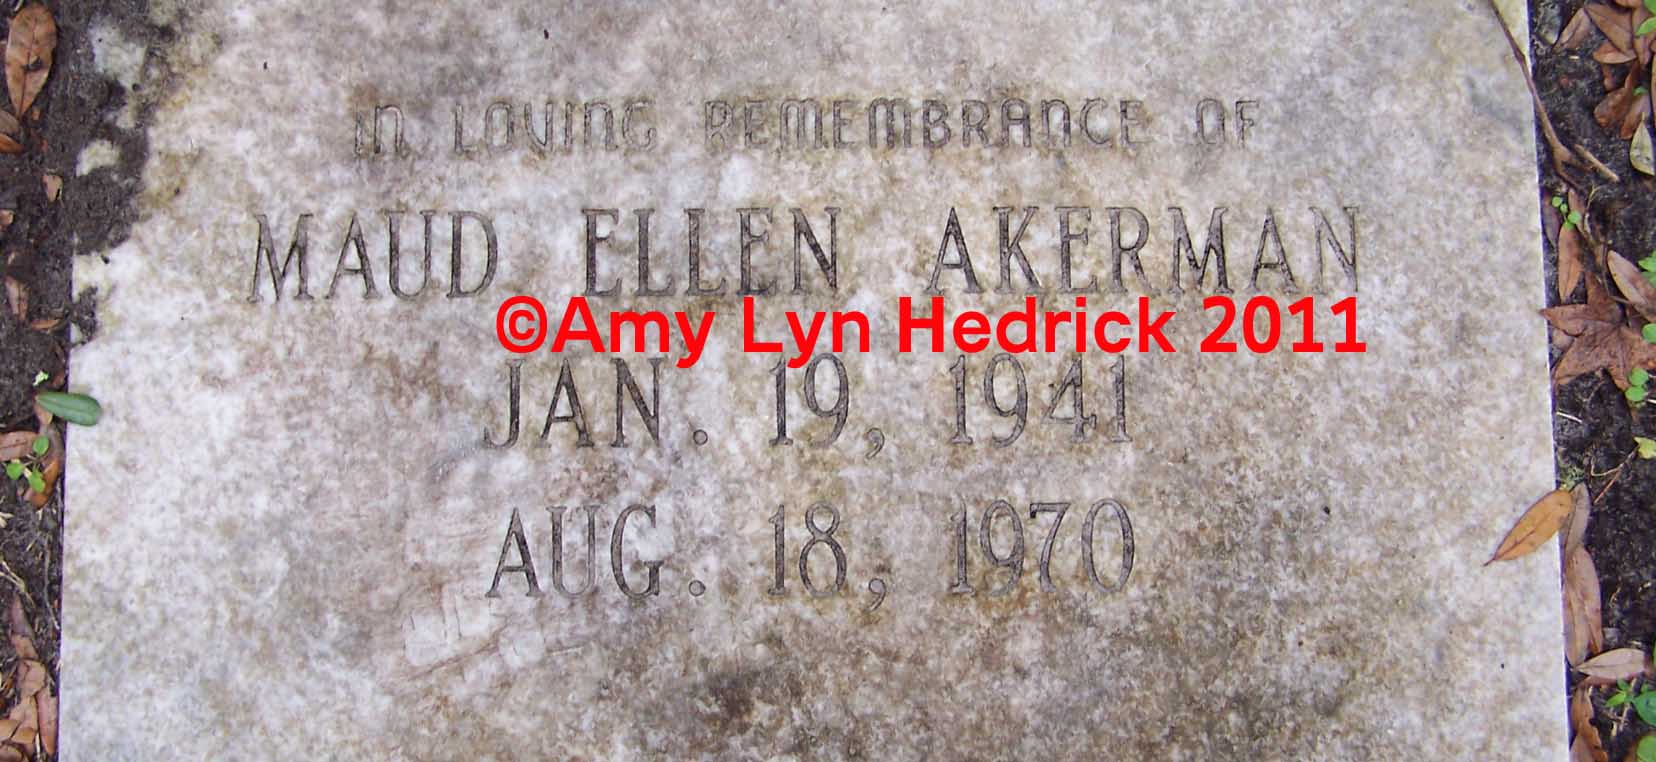 IN LOVING REMEMBRANCE OF
MAUD ELLEN AKERMAN
©Amy Lyn Hedrick 2011
JAN. 19, 1941
AUG. 18, 1970